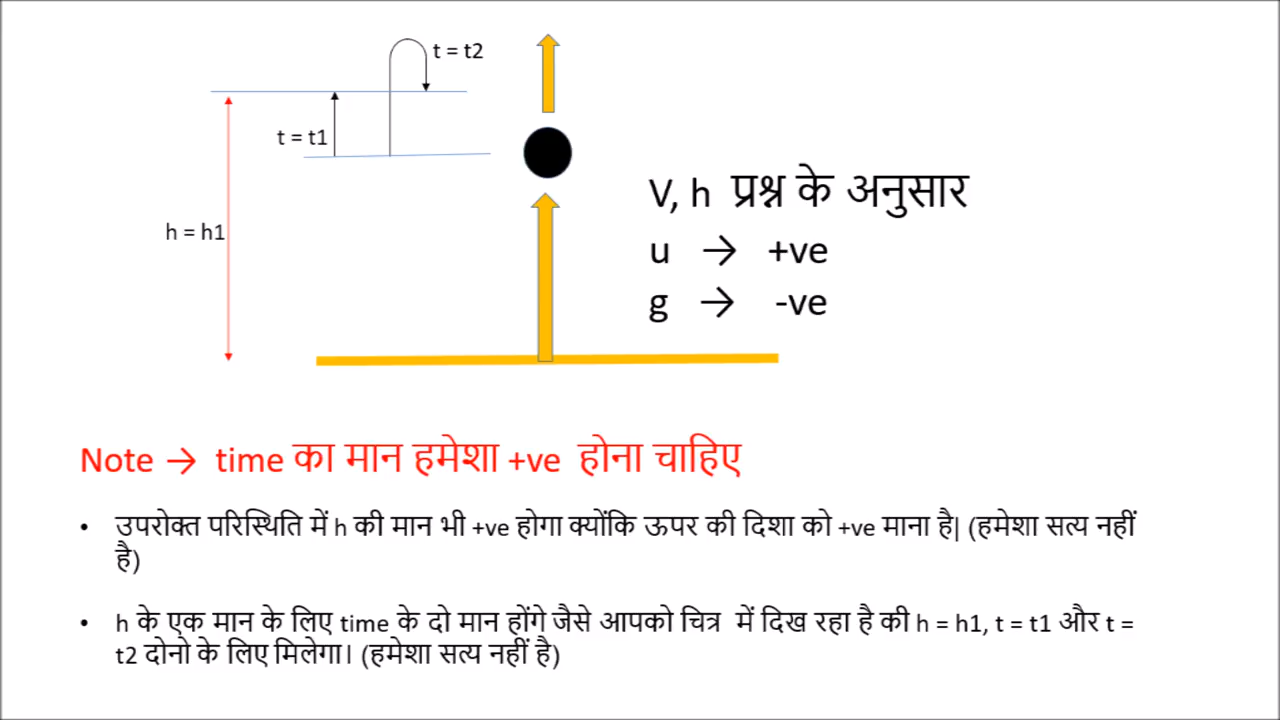 t = t2
t = t1
h = h1
V, h प्रश्न के अनुसार
u → +ve
g → -ve
Note → time का मान हमेशा +ve होना चाहिए
• उपरोक्त परिस्थिति में h की मान भी +ve होगा क्योंकि ऊपर की दिशा को +ve माना है| (हमेशा सत्य नहीं
है)
• h के एक मान के लिए time के दो मान होंगे जैसे आपको चित्र में दिख रहा है की h = h1, t = t1 और t =
t2 दोनो के लिए मिलेगा। (हमेशा सत्य नहीं है)